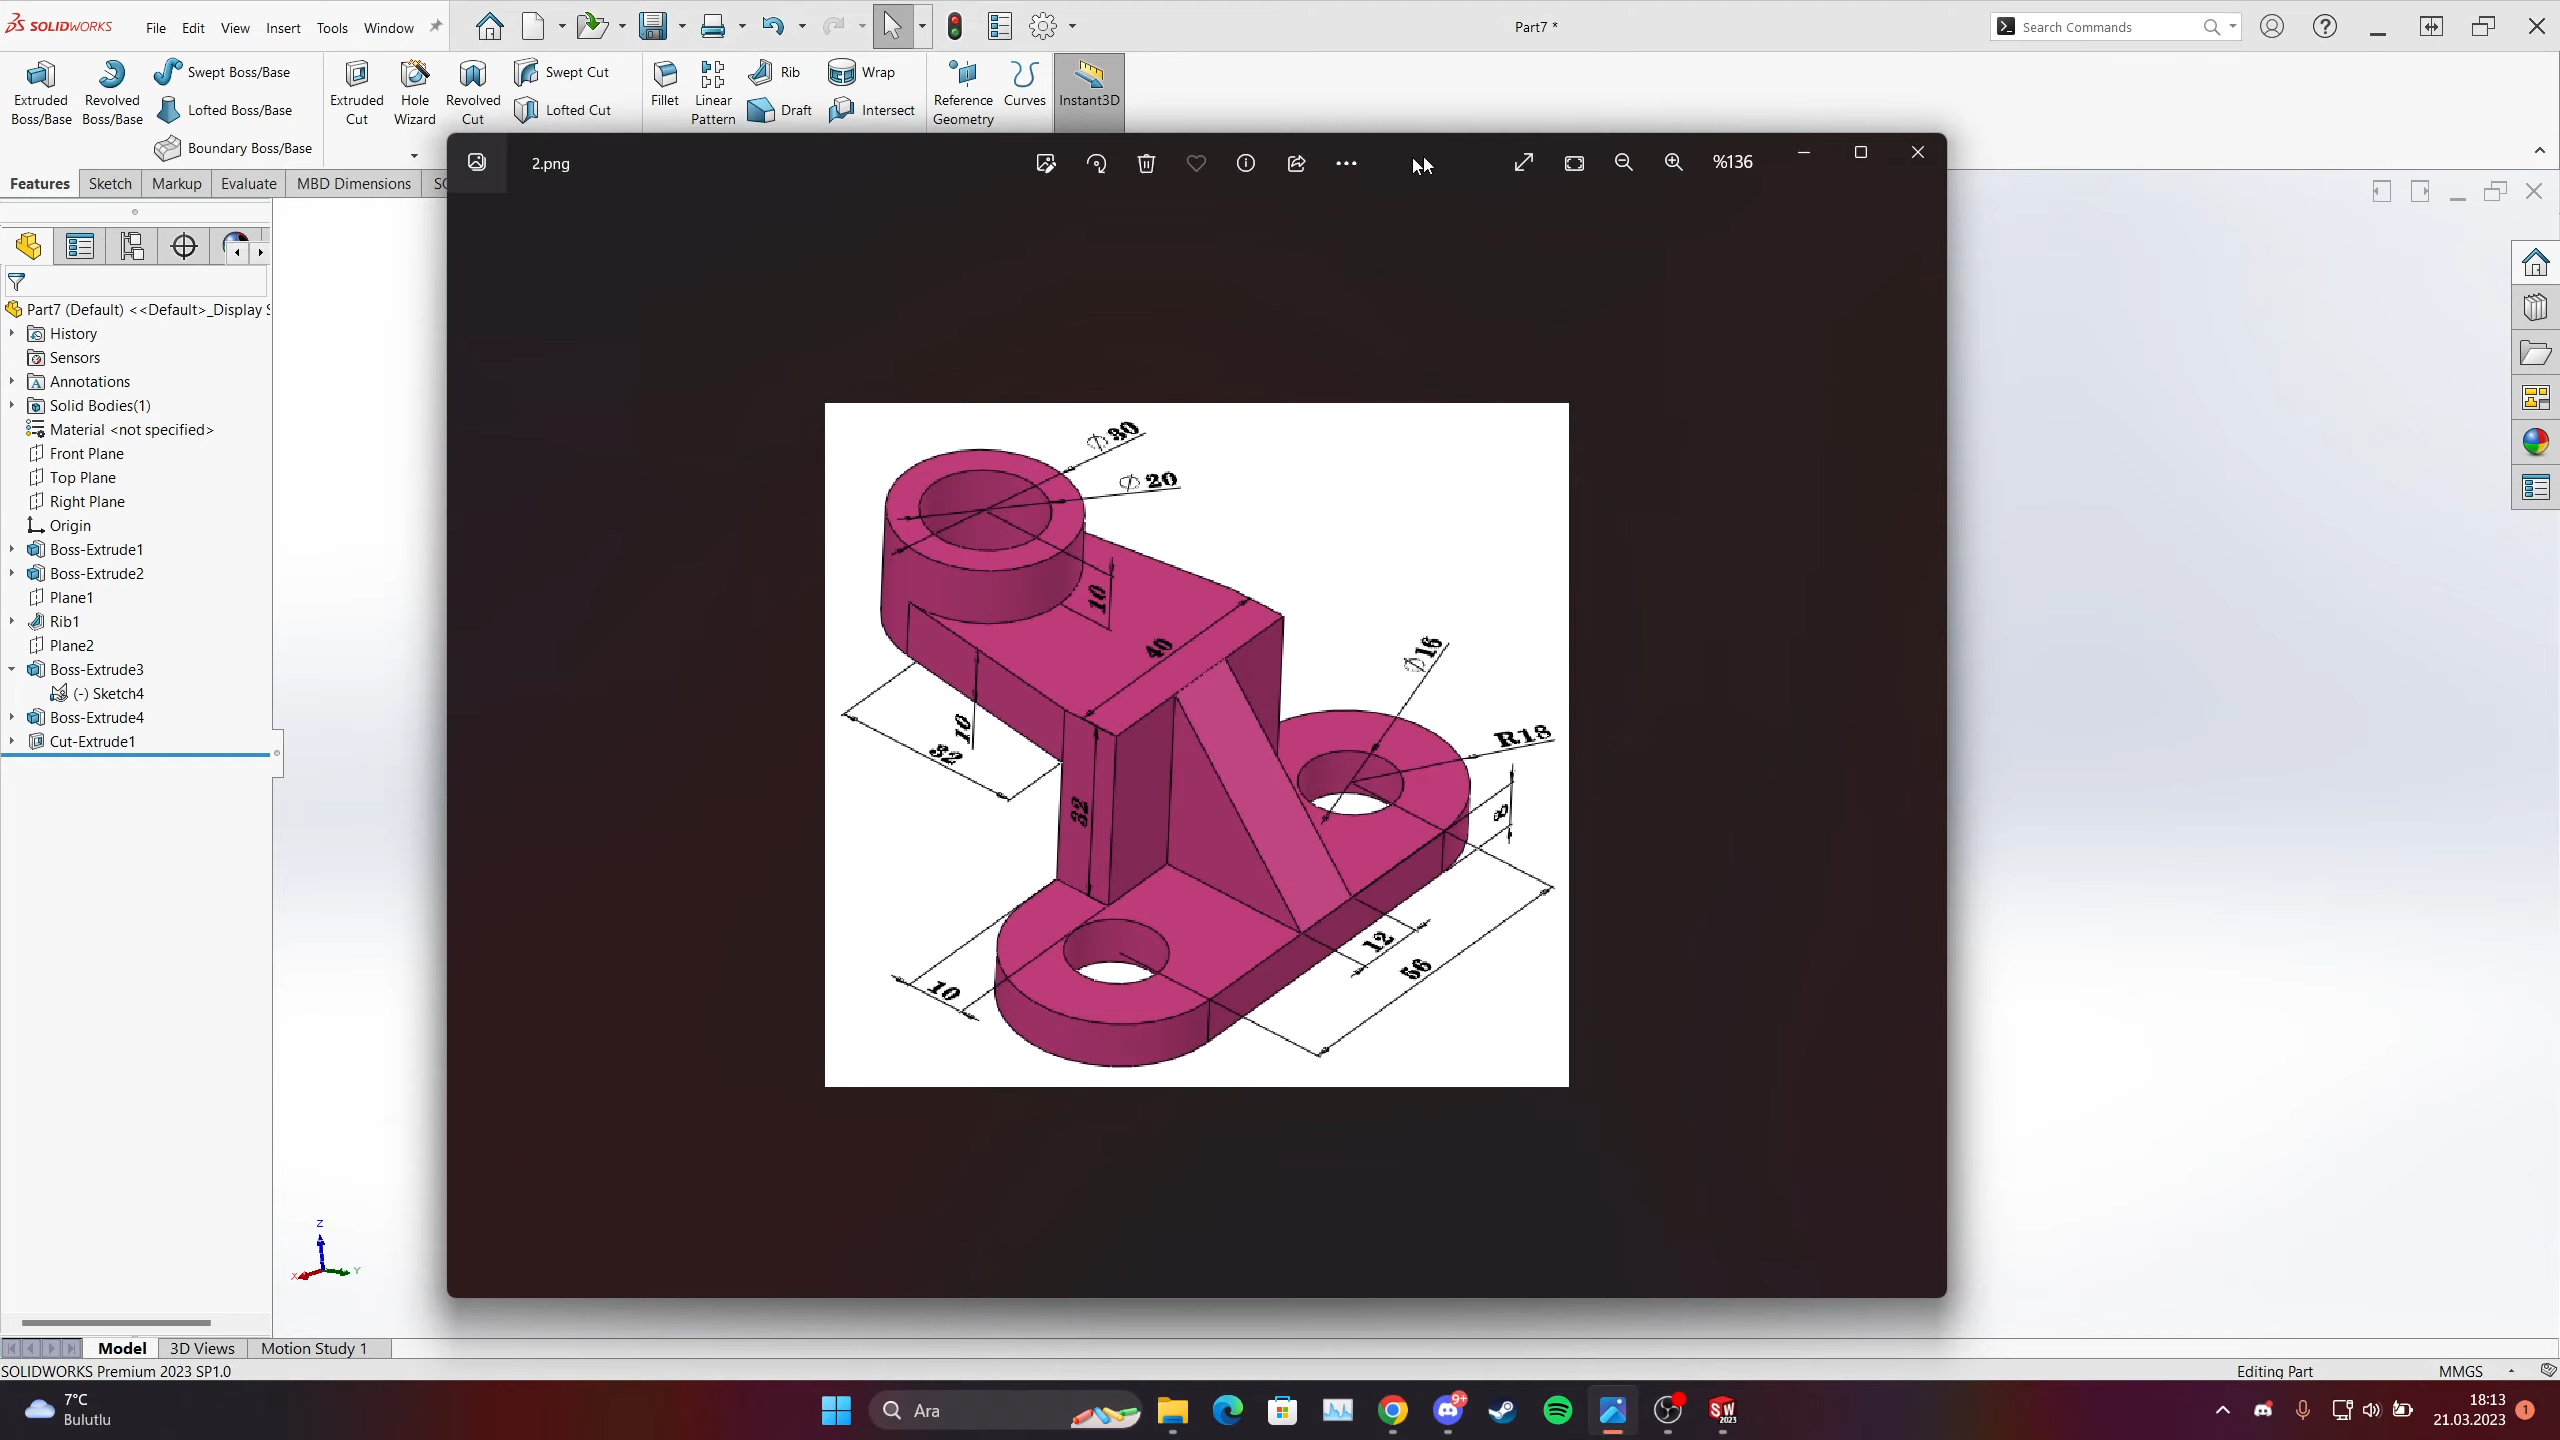 SOLIDWORKS File Edit View Insert Tools Window Part7 * Search Commands
Extruded Boss/Base
Revolved Boss/Base
Swept Boss/Base
Lofted Boss/Base
Boundary Boss/Base
Extruded Cut
Hole Wizard
Revolved Cut
Swept Cut
Lofted Cut
Fillet
Linear Pattern
Rib
Draft
Wrap
Intersect
Reference Geometry
Curves
Instant3D
Features Sketch Markup Evaluate MBD Dimensions SO
2.png %136
Part7 (Default) <<Default>_Display S
History
Sensors
Annotations
Solid Bodies(1)
Material <not specified>
Front Plane
Top Plane
Right Plane
Origin
Boss-Extrude1
Boss-Extrude2
Plane1
Rib1
Plane2
Boss-Extrude3
(-) Sketch4
Boss-Extrude4
Cut-Extrude1
Φ30
Φ20
10
40
Φ16
R18
10
32
32
8
12
56
10
Z
X
Y
Model 3D Views Motion Study 1
SOLIDWORKS Premium 2023 SP1.0 Editing Part MMGS
7°C
Bulutlu
Ara
9+
SW
2023
18:13
21.03.2023
1